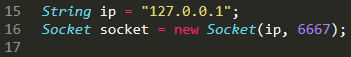 15 String ip = "127.0.0.1";
16 Socket socket = new Socket(ip, 6667);
17